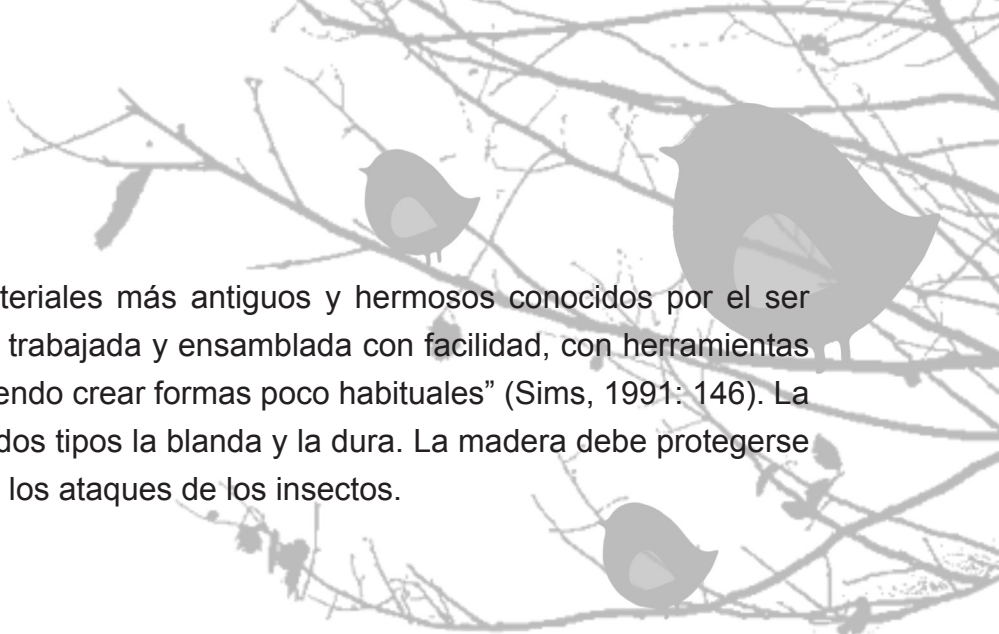 teriales más antiguos y hermosos conocidos por el ser
trabajada y ensamblada con facilidad, con herramientas
endo crear formas poco habituales” (Sims, 1991: 146). La
dos tipos la blanda y la dura. La madera debe protegerse
los ataques de los insectos.